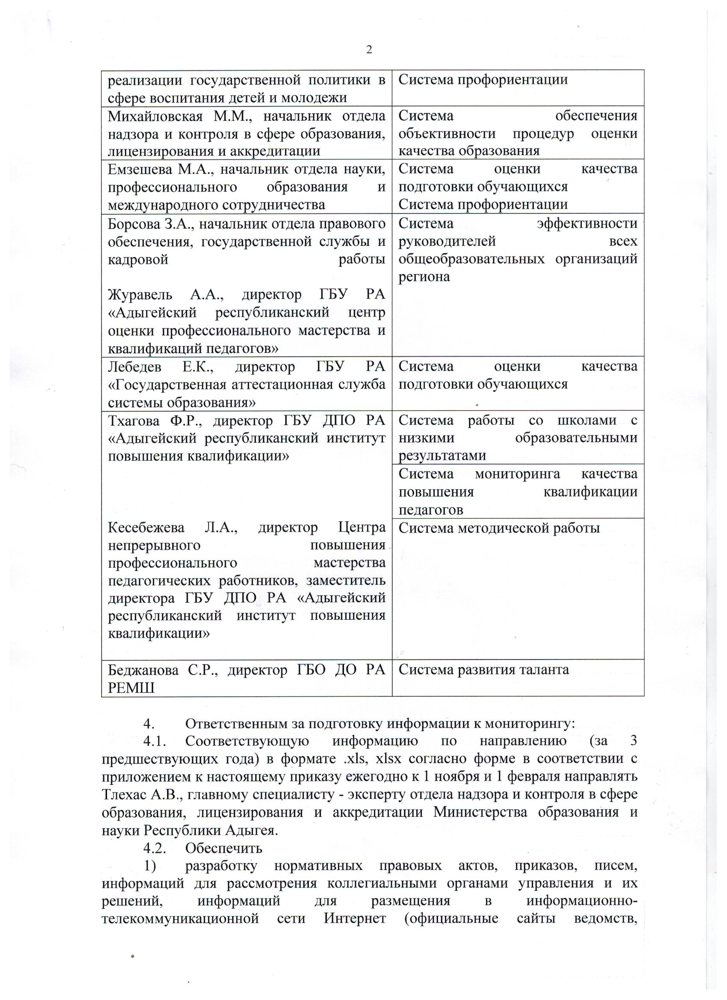 2
реализации государственной политики в
сфере воспитания детей и молодежи
Система профориентации
Михайловская М.М., начальник отдела
надзора и контроля в сфере образования,
лицензирования и аккредитации
Система обеспечения
объективности процедур оценки
качества образования
Емзешева М.А., начальник отдела науки,
профессионального образования и
международного сотрудничества
Система оценки качества
подготовки обучающихся
Система профориентации
Борсова З.А., начальник отдела правового
обеспечения, государственной службы и
кадровой работы
Журавель А.А., директор ГБУ РА
«Адыгейский республиканский центр
оценки профессионального мастерства и
квалификаций педагогов»
Система эффективности
руководителей всех
общеобразовательных организаций
региона
Лебедев Е.К., директор ГБУ РА
«Государственная аттестационная служба
системы образования»
Система оценки качества
подготовки обучающихся
Тхагова Ф.Р., директор ГБУ ДПО РА
«Адыгейский республиканский институт
повышения квалификации»
Система работы со школами с
низкими образовательными
результатами
Система мониторинга качества
повышения квалификации
педагогов
Кесебежева Л.А., директор Центра
непрерывного повышения
профессионального мастерства
педагогических работников, заместитель
директора ГБУ ДПО РА «Адыгейский
республиканский институт повышения
квалификации»
Система методической работы
Беджанова С.Р., директор ГБО ДО РА
РЕМШ
Система развития таланта
4. Ответственным за подготовку информации к мониторингу:
4.1. Соответствующую информацию по направлению (за 3
предшествующих года) в формате .xls, xlsx согласно форме в соответствии с
приложением к настоящему приказу ежегодно к 1 ноября и 1 февраля направлять
Тлехас А.В., главному специалисту - эксперту отдела надзора и контроля в сфере
образования, лицензирования и аккредитации Министерства образования и
науки Республики Адыгея.
4.2. Обеспечить
1) разработку нормативных правовых актов, приказов, писем,
информаций для рассмотрения коллегиальными органами управления и их
решений, информаций для размещения в информационно-
телекоммуникационной сети Интернет (официальные сайты ведомств,